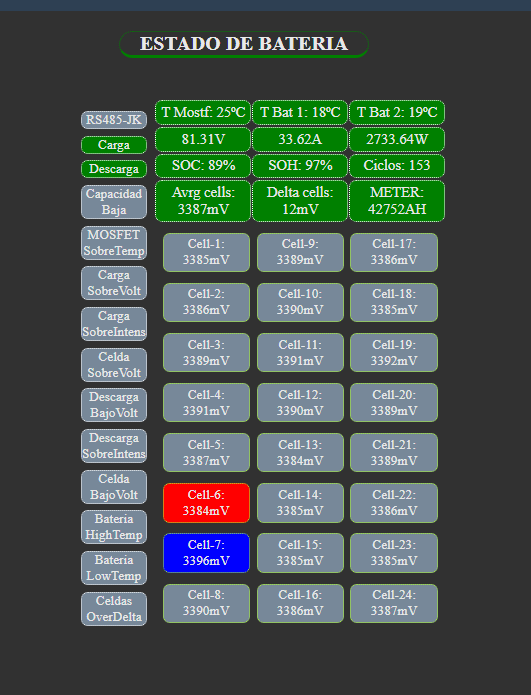 ESTADO DE BATERIA
RS485-JK
Carga
Descarga
Capacidad
Baja
MOSFET
SobreTemp
Carga
SobreVolt
Carga
SobreIntens
Celda
SobreVolt
Descarga
BajoVolt
Descarga
SobreIntens
Celda
BajoVolt
Bateria
HighTemp
Bateria
LowTemp
Celdas
OverDelta
T Mostf: 25ºC
T Bat 1: 18ºC
T Bat 2: 19ºC
81.31V
33.62A
2733.64W
SOC: 89%
SOH: 97%
Ciclos: 153
Avrg cells:
3387mV
Delta cells:
12mV
METER:
42752AH
Cell-1:
3385mV
Cell-9:
3389mV
Cell-17:
3386mV
Cell-2:
3386mV
Cell-10:
3390mV
Cell-18:
3385mV
Cell-3:
3389mV
Cell-11:
3391mV
Cell-19:
3392mV
Cell-4:
3391mV
Cell-12:
3390mV
Cell-20:
3389mV
Cell-5:
3387mV
Cell-13:
3384mV
Cell-21:
3389mV
Cell-6:
3384mV
Cell-14:
3385mV
Cell-22:
3386mV
Cell-7:
3396mV
Cell-15:
3385mV
Cell-23:
3385mV
Cell-8:
3390mV
Cell-16:
3386mV
Cell-24:
3387mV